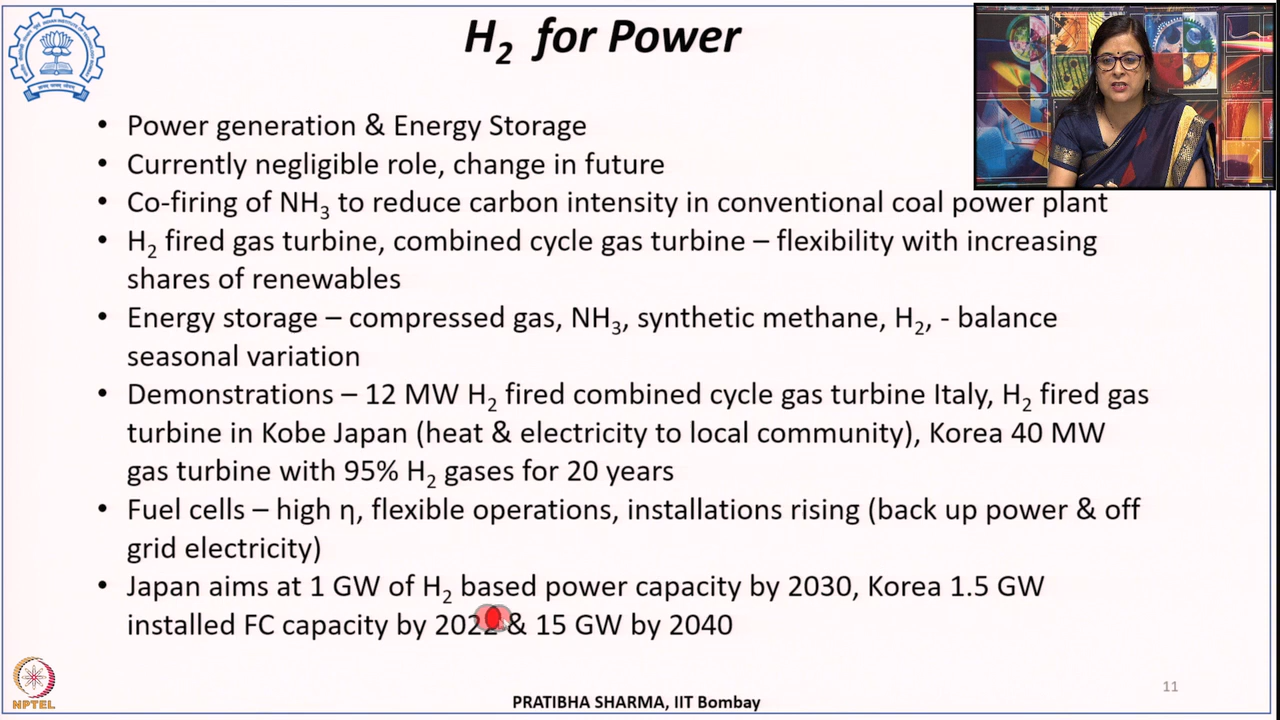 H₂ for Power
• Power generation & Energy Storage
• Currently negligible role, change in future
• Co-firing of NH₃ to reduce carbon intensity in conventional coal power plant
• H₂ fired gas turbine, combined cycle gas turbine – flexibility with increasing
shares of renewables
• Energy storage – compressed gas, NH₃, synthetic methane, H₂, - balance
seasonal variation
• Demonstrations – 12 MW H₂ fired combined cycle gas turbine Italy, H₂ fired gas
turbine in Kobe Japan (heat & electricity to local community), Korea 40 MW
gas turbine with 95% H₂ gases for 20 years
• Fuel cells – high η, flexible operations, installations rising (back up power & off
grid electricity)
• Japan aims at 1 GW of H₂ based power capacity by 2030, Korea 1.5 GW
installed FC capacity by 2022 & 15 GW by 2040
11
NPTEL
PRATIBHA SHARMA, IIT Bombay